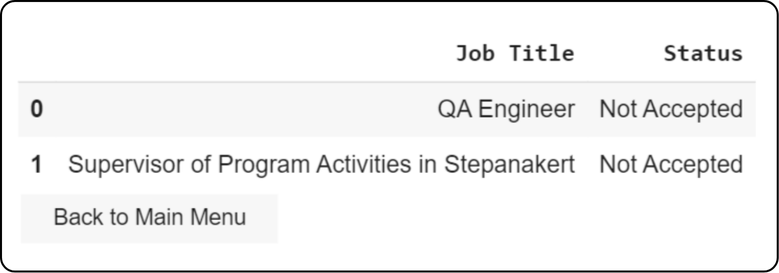 Job Title Status
0 QA Engineer Not Accepted
1 Supervisor of Program Activities in Stepanakert Not Accepted
Back to Main Menu